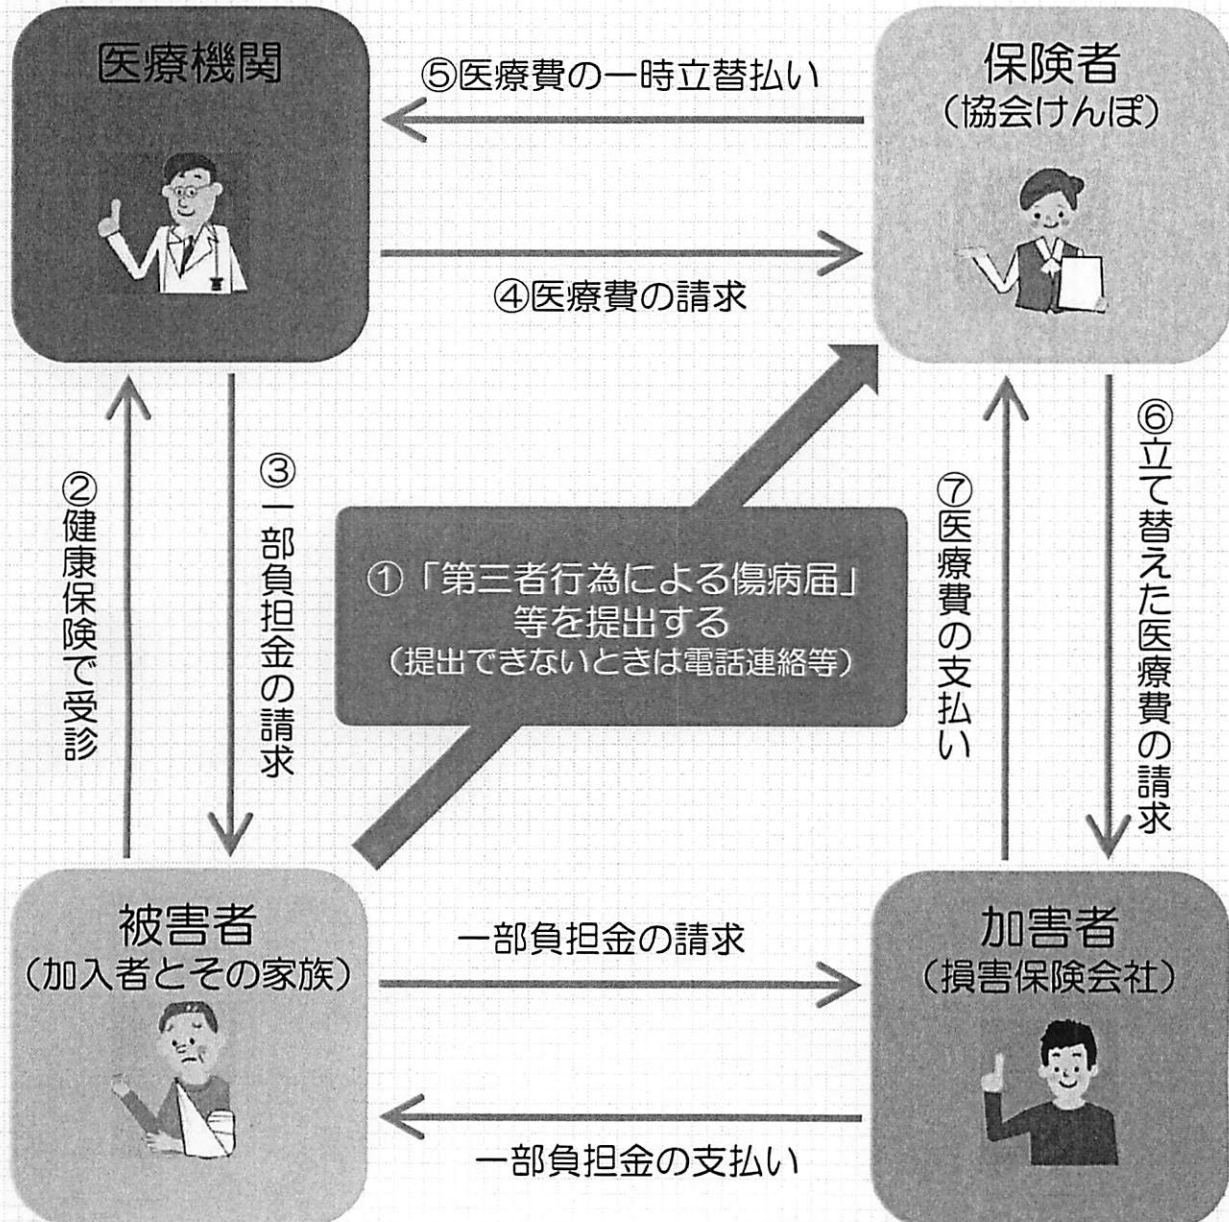 医療機関
⑤医療費の一時立替払い
保険者
(協会けんぽ)
④医療費の請求
②健康保険で受診
③一部負担金の請求
①「第三者行為による傷病届」
等を提出する
(提出できないときは電話連絡等)
⑦医療費の支払い
⑥立て替えた医療費の請求
被害者
(加入者とその家族)
一部負担金の請求
加害者
(損害保険会社)
一部負担金の支払い